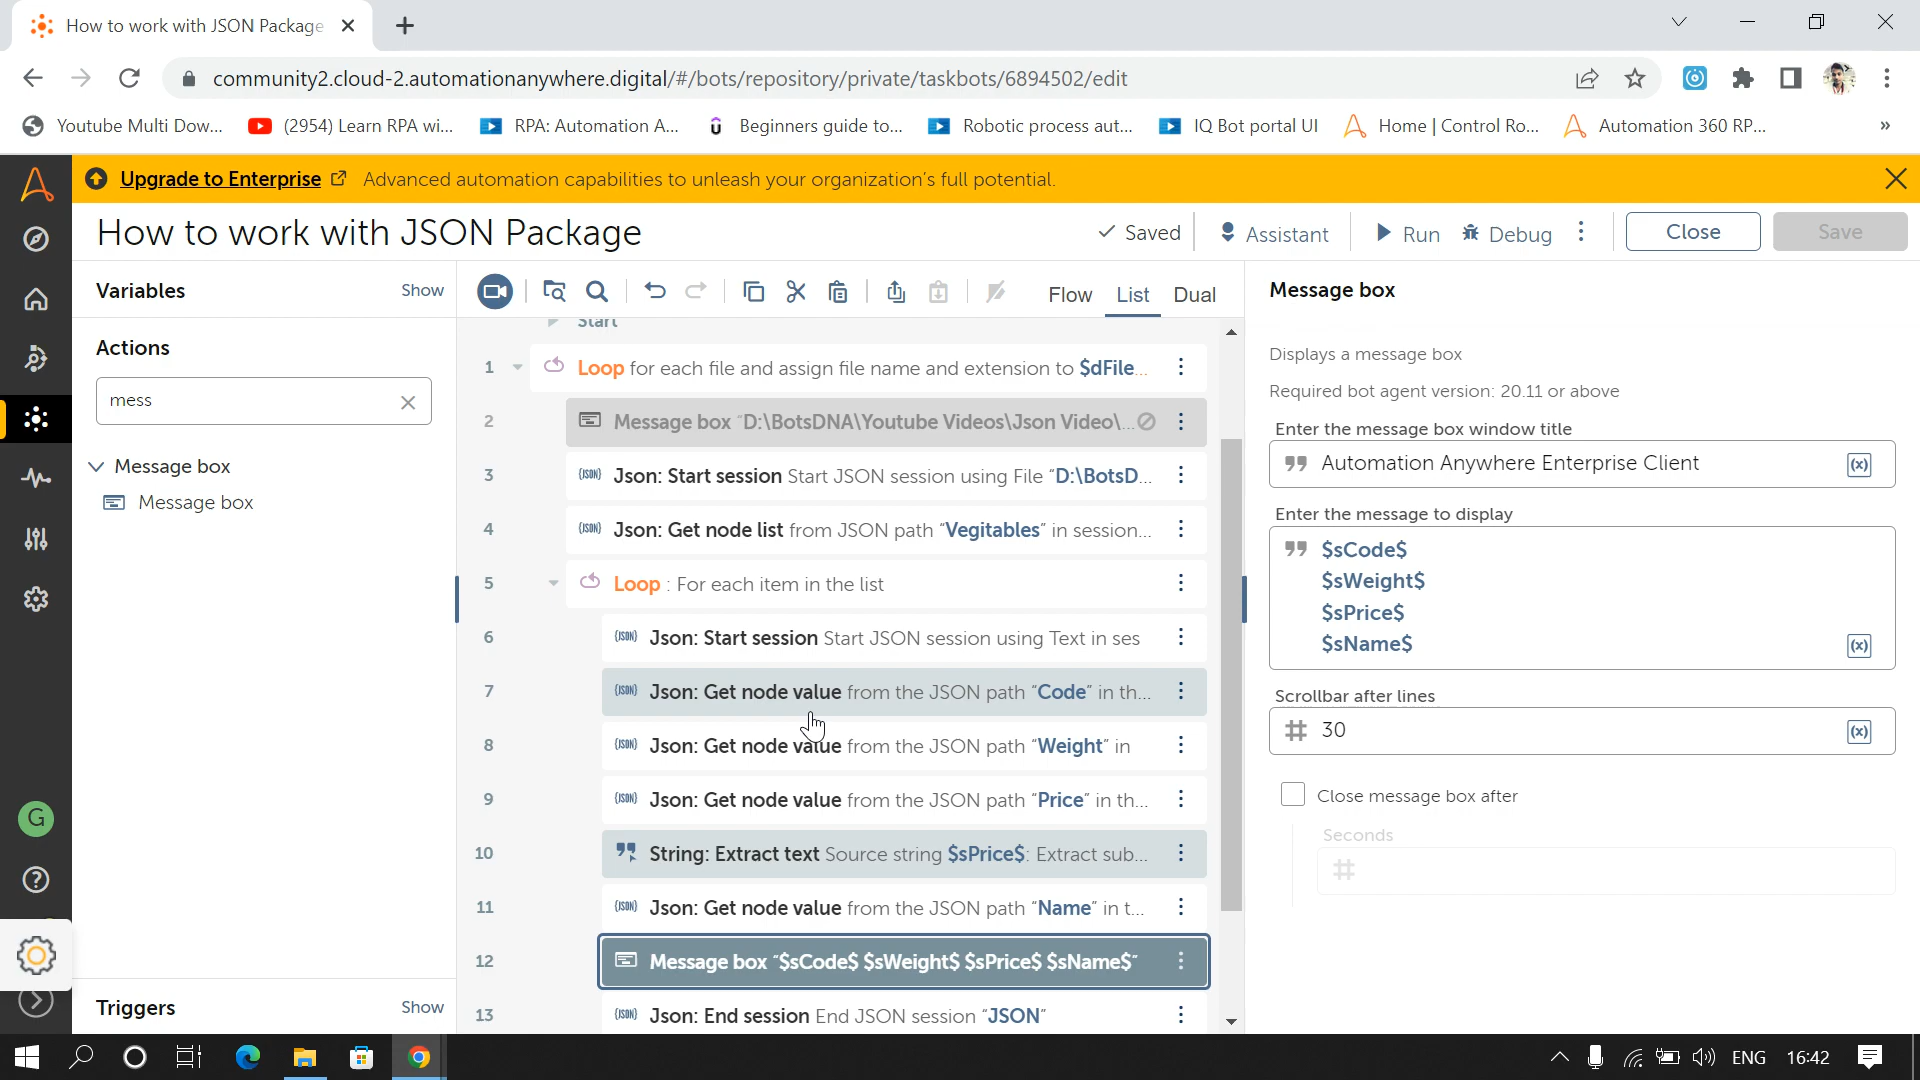 How to work with JSON Package
community2.cloud-2.automationanywhere.digital/#/bots/repository/private/taskbots/6894502/edit
Youtube Multi Dow...
(2954) Learn RPA wi...
RPA: Automation A...
Beginners guide to...
Robotic process aut...
IQ Bot portal UI
Home | Control Ro...
Automation 360 RP...
»
Upgrade to Enterprise Advanced automation capabilities to unleash your organization's full potential.
How to work with JSON Package
Saved
Assistant
Run
Debug
Close
Save
Variables
Show
Actions
mess
Message box
Message box
Triggers
Show
Flow
List
Dual
Start
1 Loop for each file and assign file name and extension to $dFile...
2 Message box "D:\BotsDNA\Youtube Videos\Json Video\...
3 {JSON} Json: Start session Start JSON session using File "D:\BotsD...
4 {JSON} Json: Get node list from JSON path "Vegitables" in session...
5 Loop : For each item in the list
6 {JSON} Json: Start session Start JSON session using Text in ses
7 {JSON} Json: Get node value from the JSON path "Code" in th...
8 {JSON} Json: Get node value from the JSON path "Weight" in
9 {JSON} Json: Get node value from the JSON path "Price" in th...
10 String: Extract text Source string $sPrice$: Extract sub...
11 {JSON} Json: Get node value from the JSON path "Name" in t...
12 Message box "$sCode$ $sWeight$ $sPrice$ $sName$"
13 {JSON} Json: End session End JSON session "JSON"
Message box
Displays a message box
Required bot agent version: 20.11 or above
Enter the message box window title
Automation Anywhere Enterprise Client
(x)
Enter the message to display
$sCode$
$sWeight$
$sPrice$
$sName$
(x)
Scrollbar after lines
30
(x)
Close message box after
Seconds
G
ENG
16:42